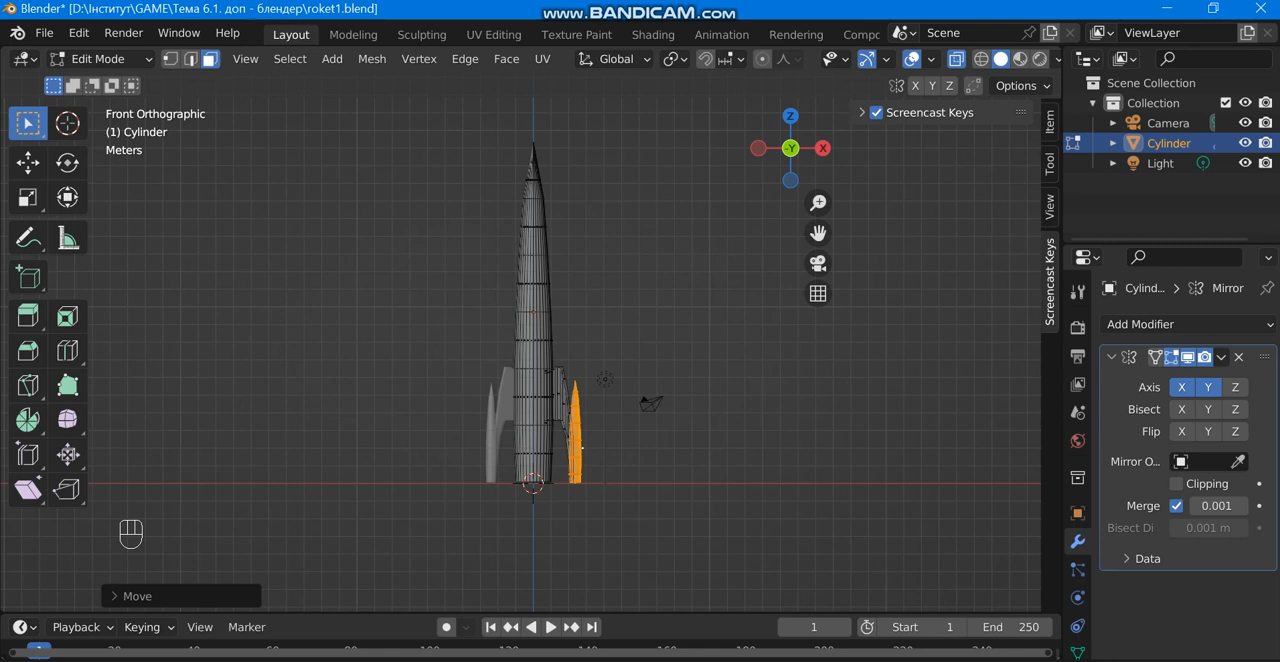 Blender* [D:\Інститут\GAME\Тема 6.1. доп - блендер\roket1.blend]
www.BANDICAM.com
File Edit Render Window Help Layout Modeling Sculpting UV Editing Texture Paint Shading Animation Rendering Compc Scene ViewLayer
Edit Mode View Select Add Mesh Vertex Edge Face UV Global
X Y Z Options
Front Orthographic
(1) Cylinder
Meters
Screencast Keys
Z
-Y
X
Item
Tool
View
Screencast Keys
Scene Collection
Collection
Camera
Cylinder
Light
Cylind... Mirror
Add Modifier
Axis X Y Z
Bisect X Y Z
Flip X Y Z
Mirror O...
Clipping
Merge 0.001
Bisect Di 0.001 m
Data
Move
Playback Keying View Marker 1 Start 1 End 250